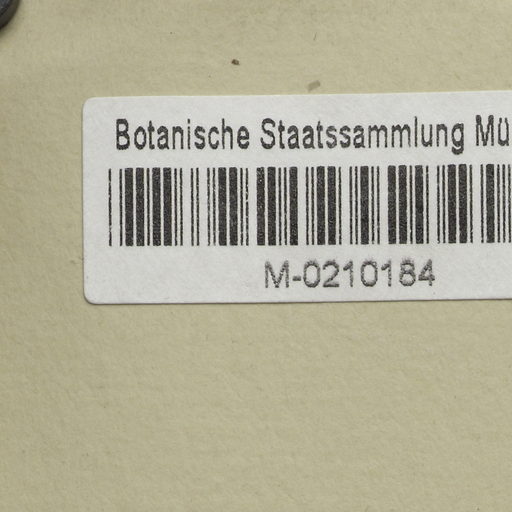 Botanische Staatssammlung Mü
M-0210184